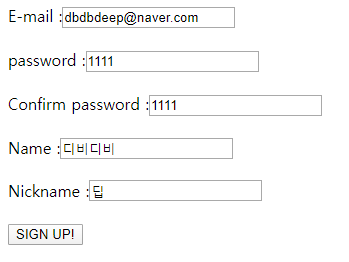 E-mail :dbdbdeep@naver.com
password :1111
Confirm password :1111
Name :디비디비
Nickname :딥
SIGN UP!